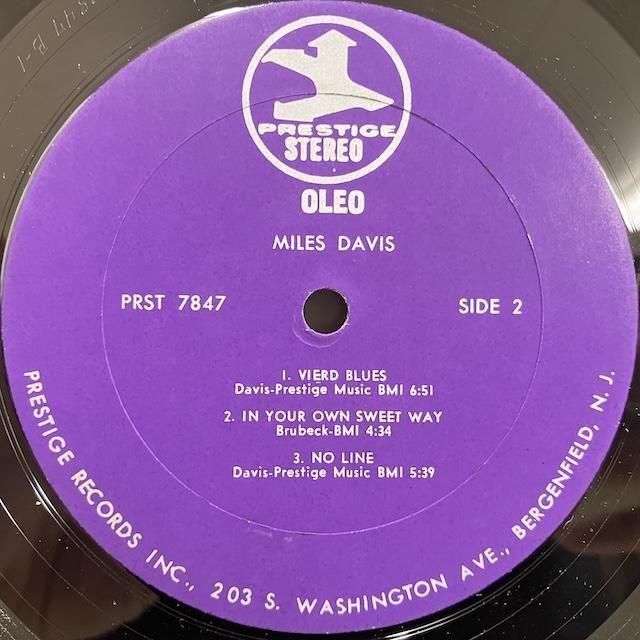 PRESTIGE
STEREO
OLEO
MILES DAVIS
PRST 7847
SIDE 2
1. VIERD BLUES
Davis-Prestige Music BMI 6:51
2. IN YOUR OWN SWEET WAY
Brubeck-BMI 4:34
3. NO LINE
Davis-Prestige Music BMI 5:39
PRESTIGE RECORDS INC., 203 S. WASHINGTON AVE., BERGENFIELD, N. J.